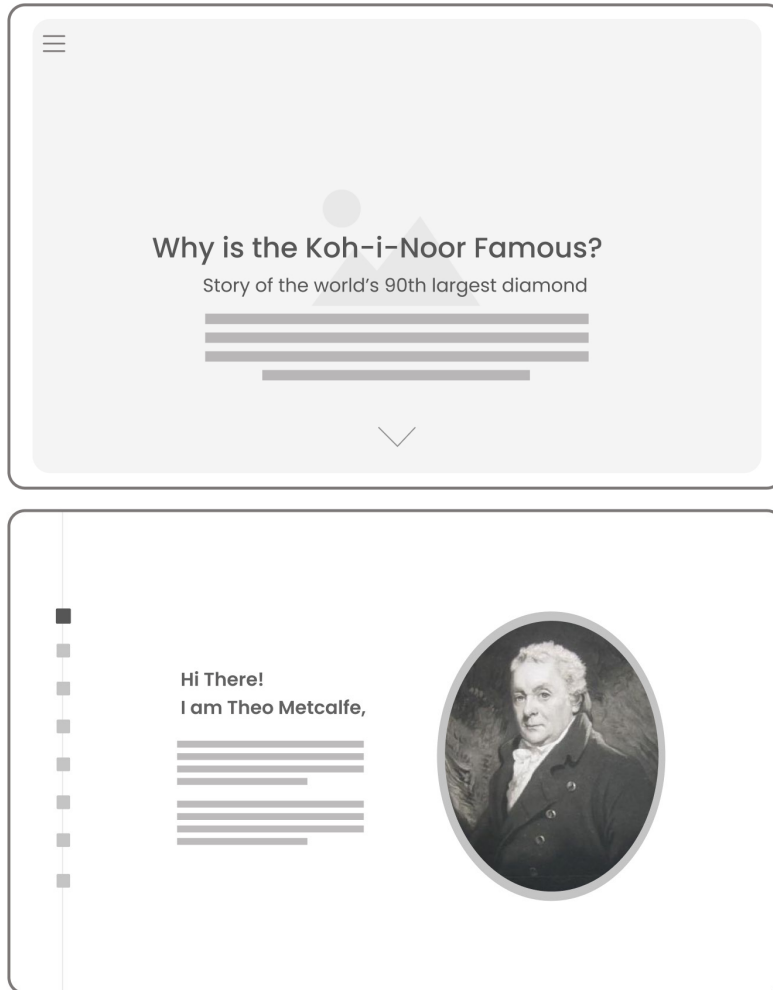 Why is the Koh-i-Noor Famous?
Story of the world's 90th largest diamond
Hi There!
I am Theo Metcalfe,